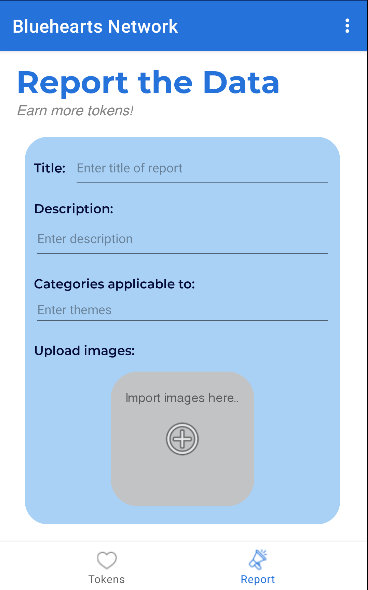 Bluehearts Network
Report the Data
Earn more tokens!
Title: Enter title of report
Description:
Enter description
Categories applicable to:
Enter themes
Upload images:
Import images here..
Tokens Report